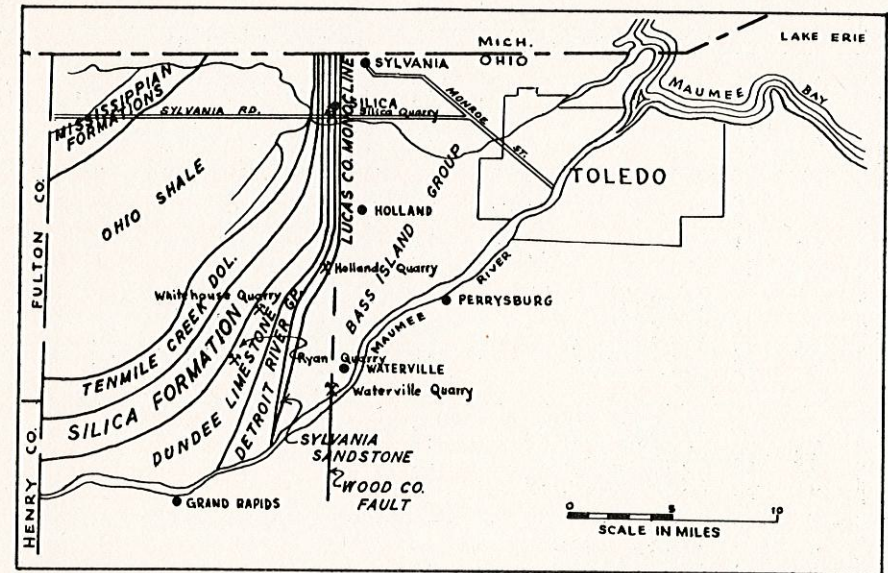 MICH.
OHIO
LAKE ERIE
SYLVANIA
MAUMEE BAY
MISSISSIPPIAN
FORMATIONS
SYLVANIA RD.
SILICA
Silica Quarry
MONROE ST.
LUCAS CO. MONOCLINE
TOLEDO
OHIO SHALE
FULTON CO.
HOLLAND
BASS ISLAND GROUP
Holland Quarry
MAUMEE RIVER
PERRYSBURG
TENMILE CREEK DOL.
Whitehouse Quarry
SILICA FORMATION
DUNDEE LIMESTONE
DETROIT RIVER GP.
Ryan Quarry
WATERVILLE
Waterville Quarry
SYLVANIA
SANDSTONE
WOOD CO.
FAULT
HENRY CO.
GRAND RAPIDS
0 5 10
SCALE IN MILES